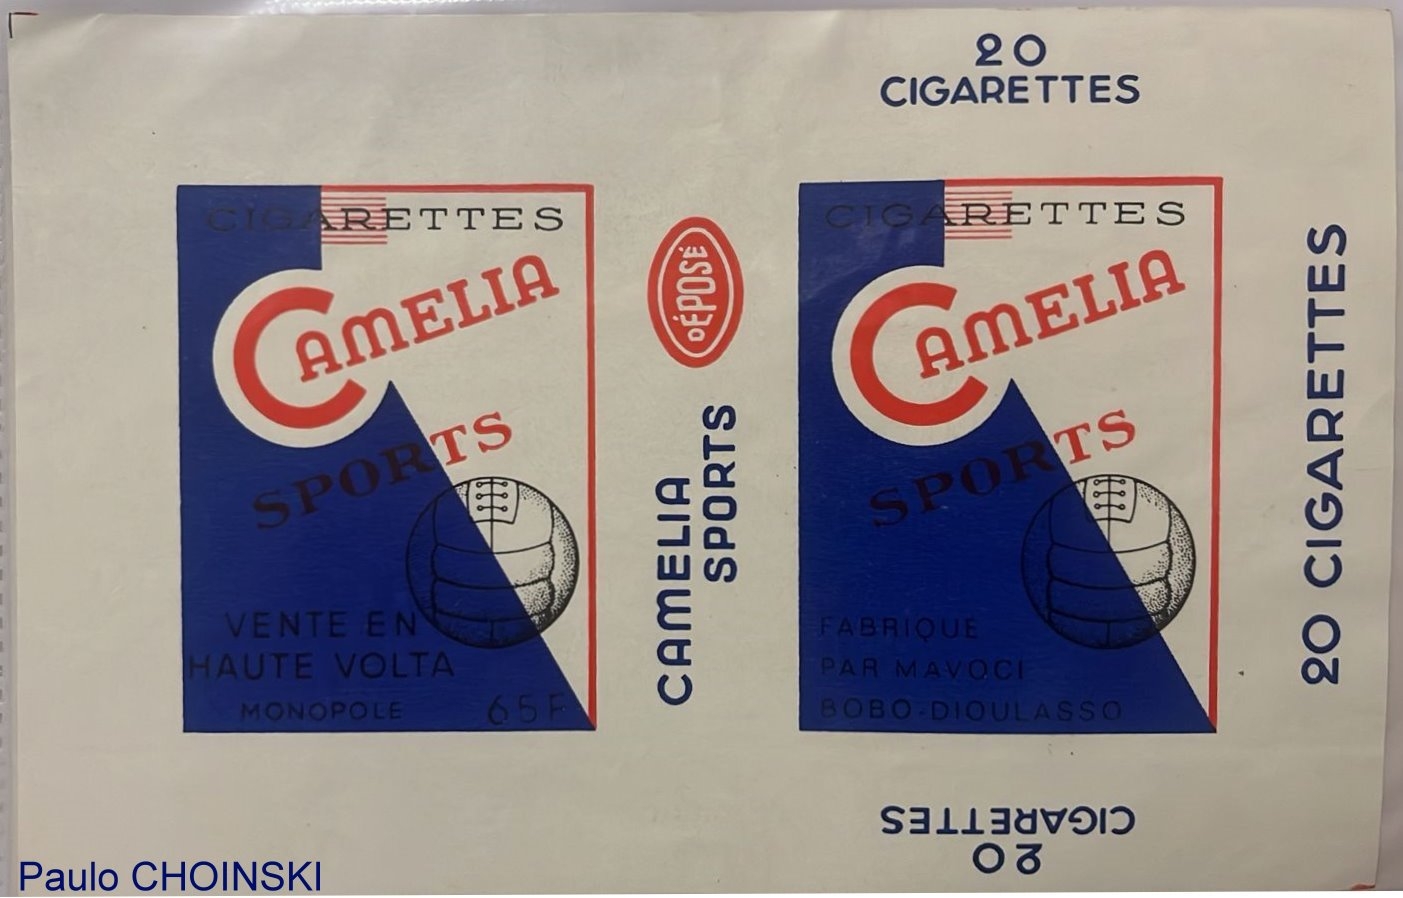 20
CIGARETTES
CIGARETTES
CAMELIA
SPORTS
VENTE EN
HAUTE VOLTA
MONOPOLE 65F
DÉPOSÉ
CAMELIA
SPORTS
CIGARETTES
CAMELIA
SPORTS
FABRIQUE
PAR MAVOCI
BOBO-DIOULASSO
20 CIGARETTES
20
CIGARETTES
Paulo CHOINSKI